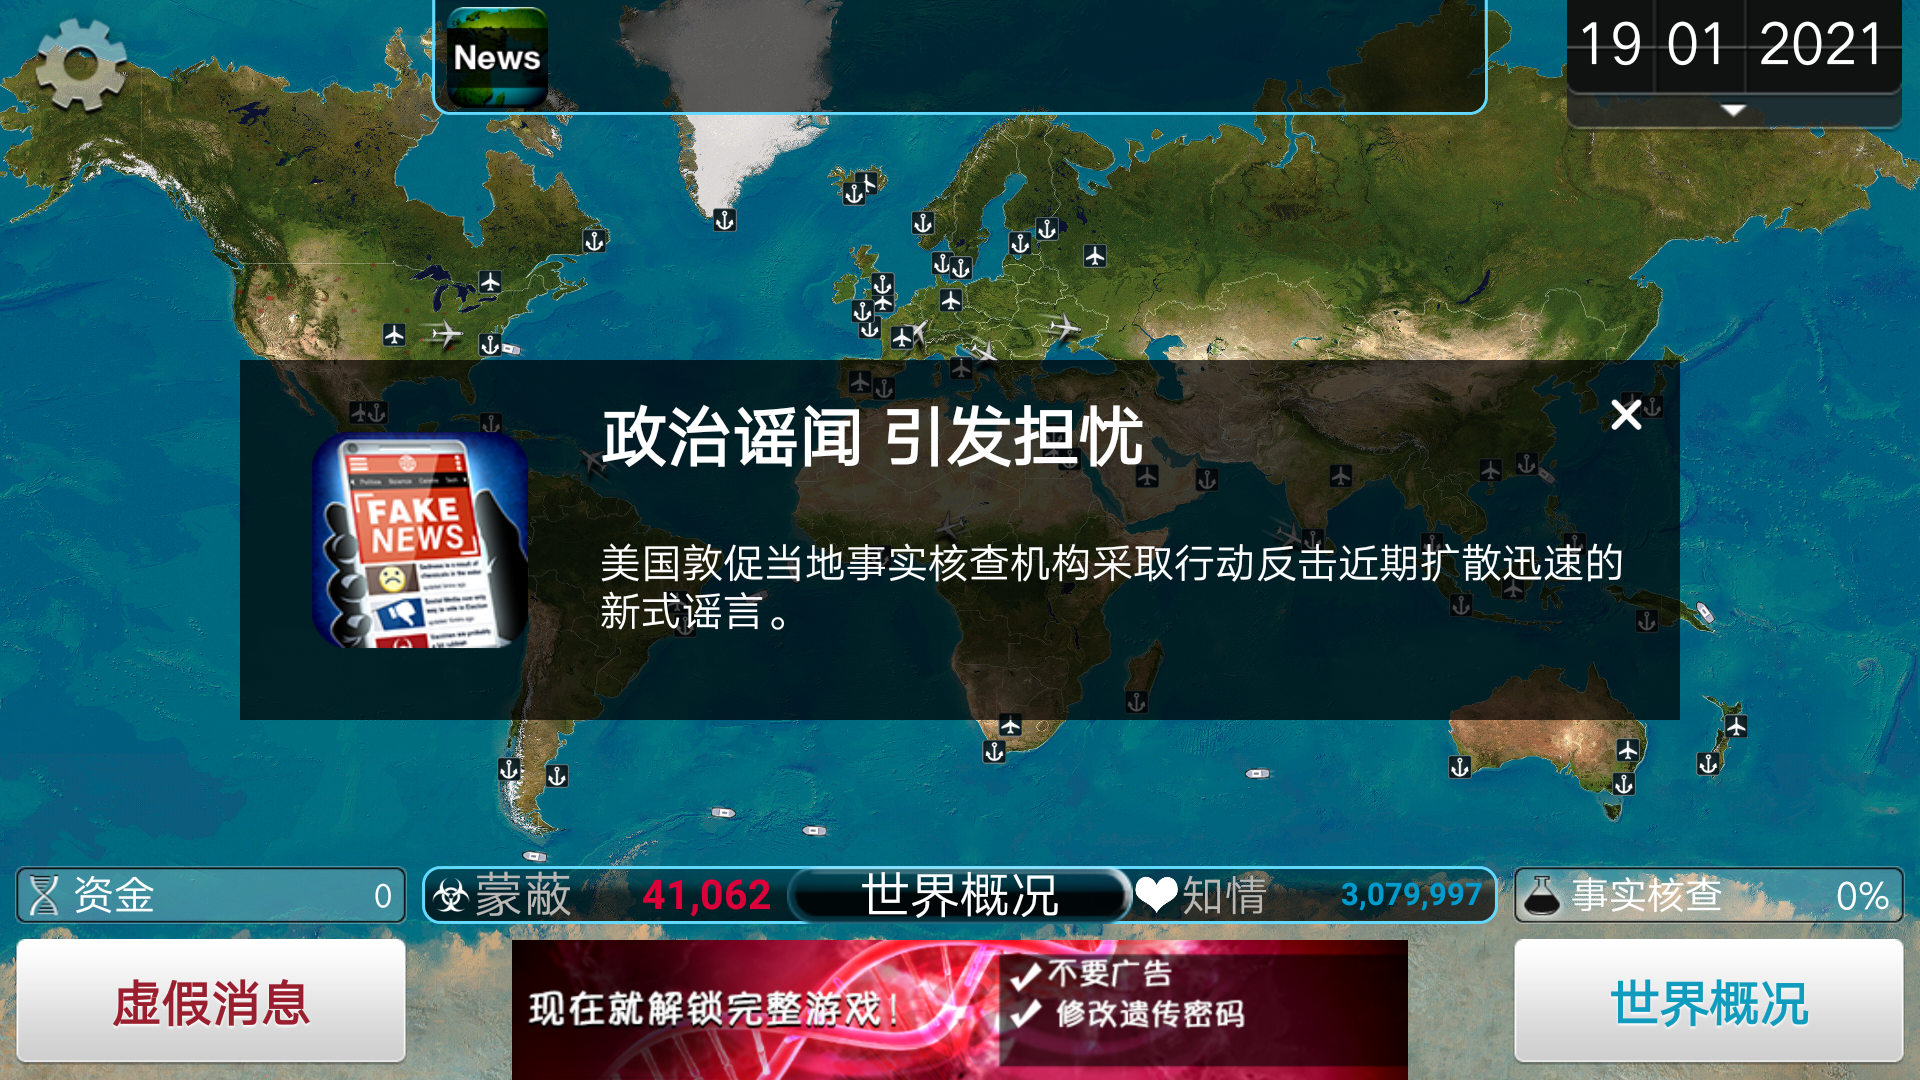 News
19 01 2021
政治谣闻 引发担忧
FAKE
NEWS
美国敦促当地事实核查机构采取行动反击近期扩散迅速的
新式谣言。
资金 0
蒙蔽 41,062 世界概况 知情 3,079,997
事实核查 0%
虚假消息
现在就解锁完整游戏!
不要广告
修改遗传密码
世界概况